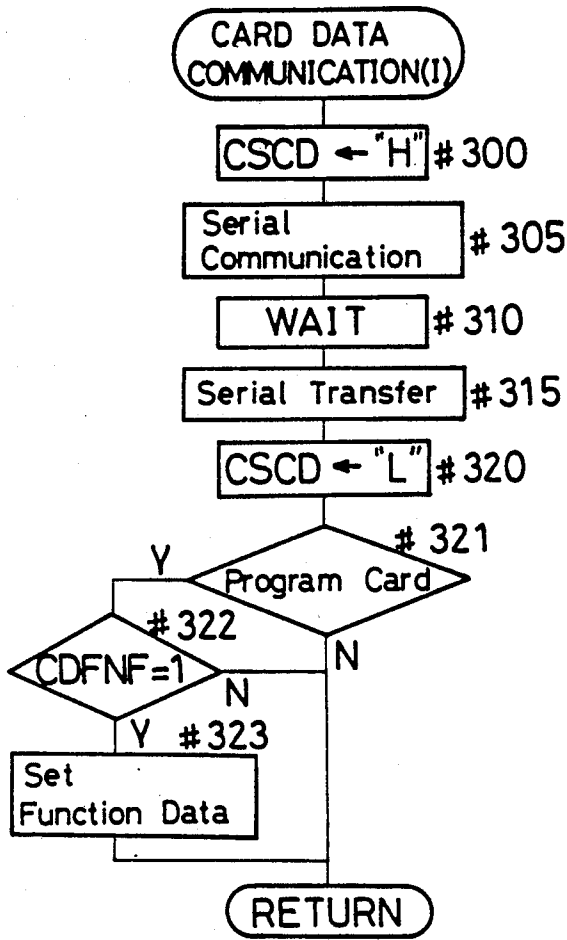 CARD DATA
COMMUNICATION(I)
CSCD ← "H" #300
Serial
Communication
#305
WAIT #310
Serial Transfer #315
CSCD ← "L" #320
#321
Y
Program Card
#322
N
CDFNF=1
N
Y #323
Set
Function Data
RETURN